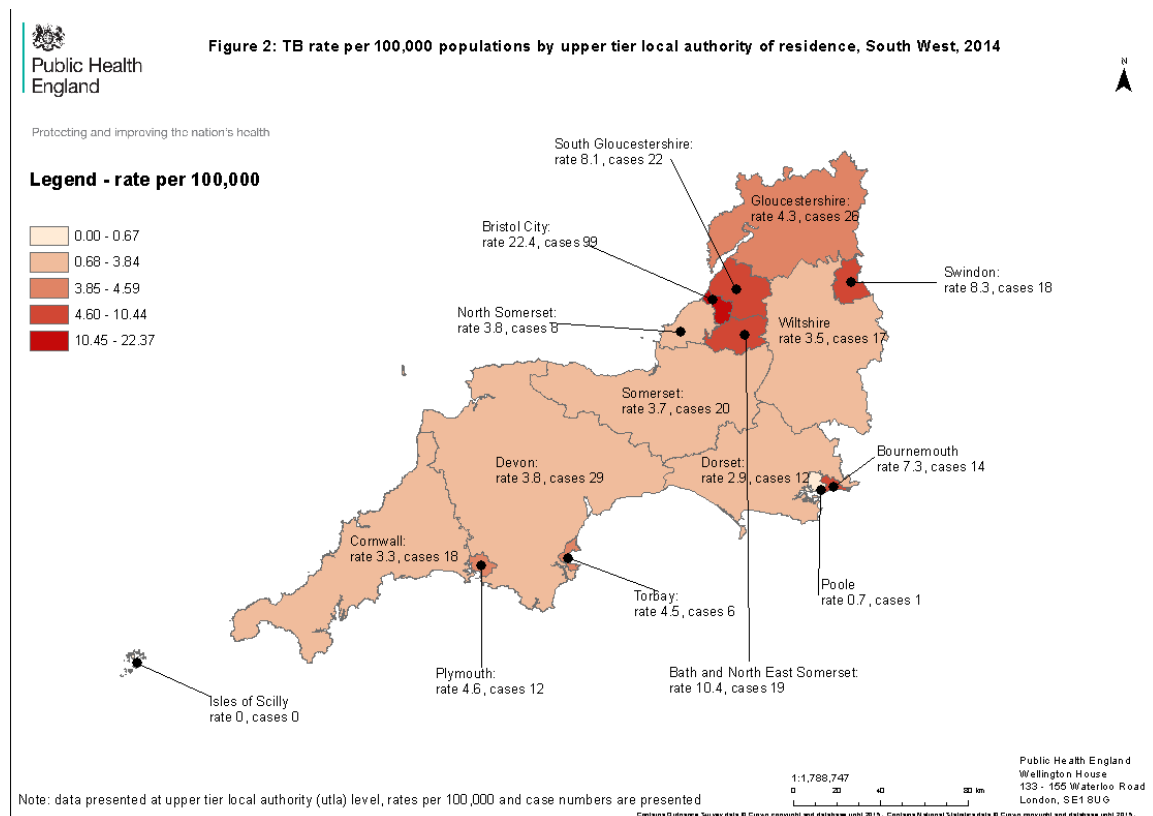 Figure 2: TB rate per 100,000 populations by upper tier local authority of residence, South West, 2014
Public Health
England
N
Protecting and improving the nation's health
Legend - rate per 100,000
0.00 - 0.67
0.68 - 3.84
3.85 - 4.59
4.60 - 10.44
10.45 - 22.37
South Gloucestershire:
rate 8.1, cases 22
Gloucestershire:
rate 4.3, cases 26
Bristol City:
rate 22.4, cases 99
Swindon:
rate 8.3, cases 18
North Somerset:
rate 3.8, cases 8
Wiltshire
rate 3.5, cases 17
Somerset:
rate 3.7, cases 20
Bournemouth
rate 7.3, cases 14
Devon:
rate 3.8, cases 29
Dorset:
rate 2.9, cases 12
Cornwall:
rate 3.3, cases 18
Poole
rate 0.7, cases 1
Torbay:
rate 4.5, cases 6
Plymouth:
rate 4.6, cases 12
Bath and North East Somerset:
rate 10.4, cases 19
Isles of Scilly
rate 0, cases 0
Note: data presented at upper tier local authority (utla) level, rates per 100,000 and case numbers are presented
1:1,788,747
0 20 40 80 km
Public Health England
Wellington House
133 - 155 Waterloo Road
London, SE1 8UG